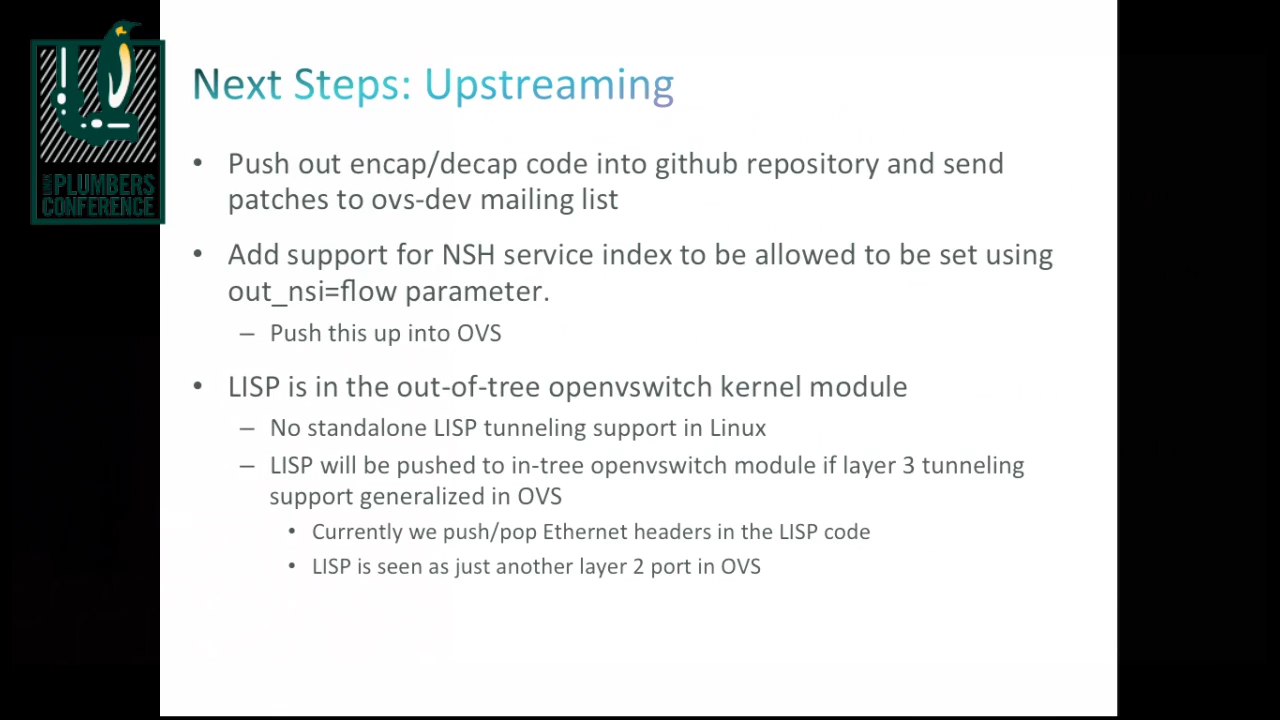 Next Steps: Upstreaming
LINUX
PLUMBERS
CONFERENCE
• Push out encap/decap code into github repository and send
patches to ovs-dev mailing list
• Add support for NSH service index to be allowed to be set using
out_nsi=flow parameter.
– Push this up into OVS
• LISP is in the out-of-tree openvswitch kernel module
– No standalone LISP tunneling support in Linux
– LISP will be pushed to in-tree openvswitch module if layer 3 tunneling
support generalized in OVS
• Currently we push/pop Ethernet headers in the LISP code
• LISP is seen as just another layer 2 port in OVS